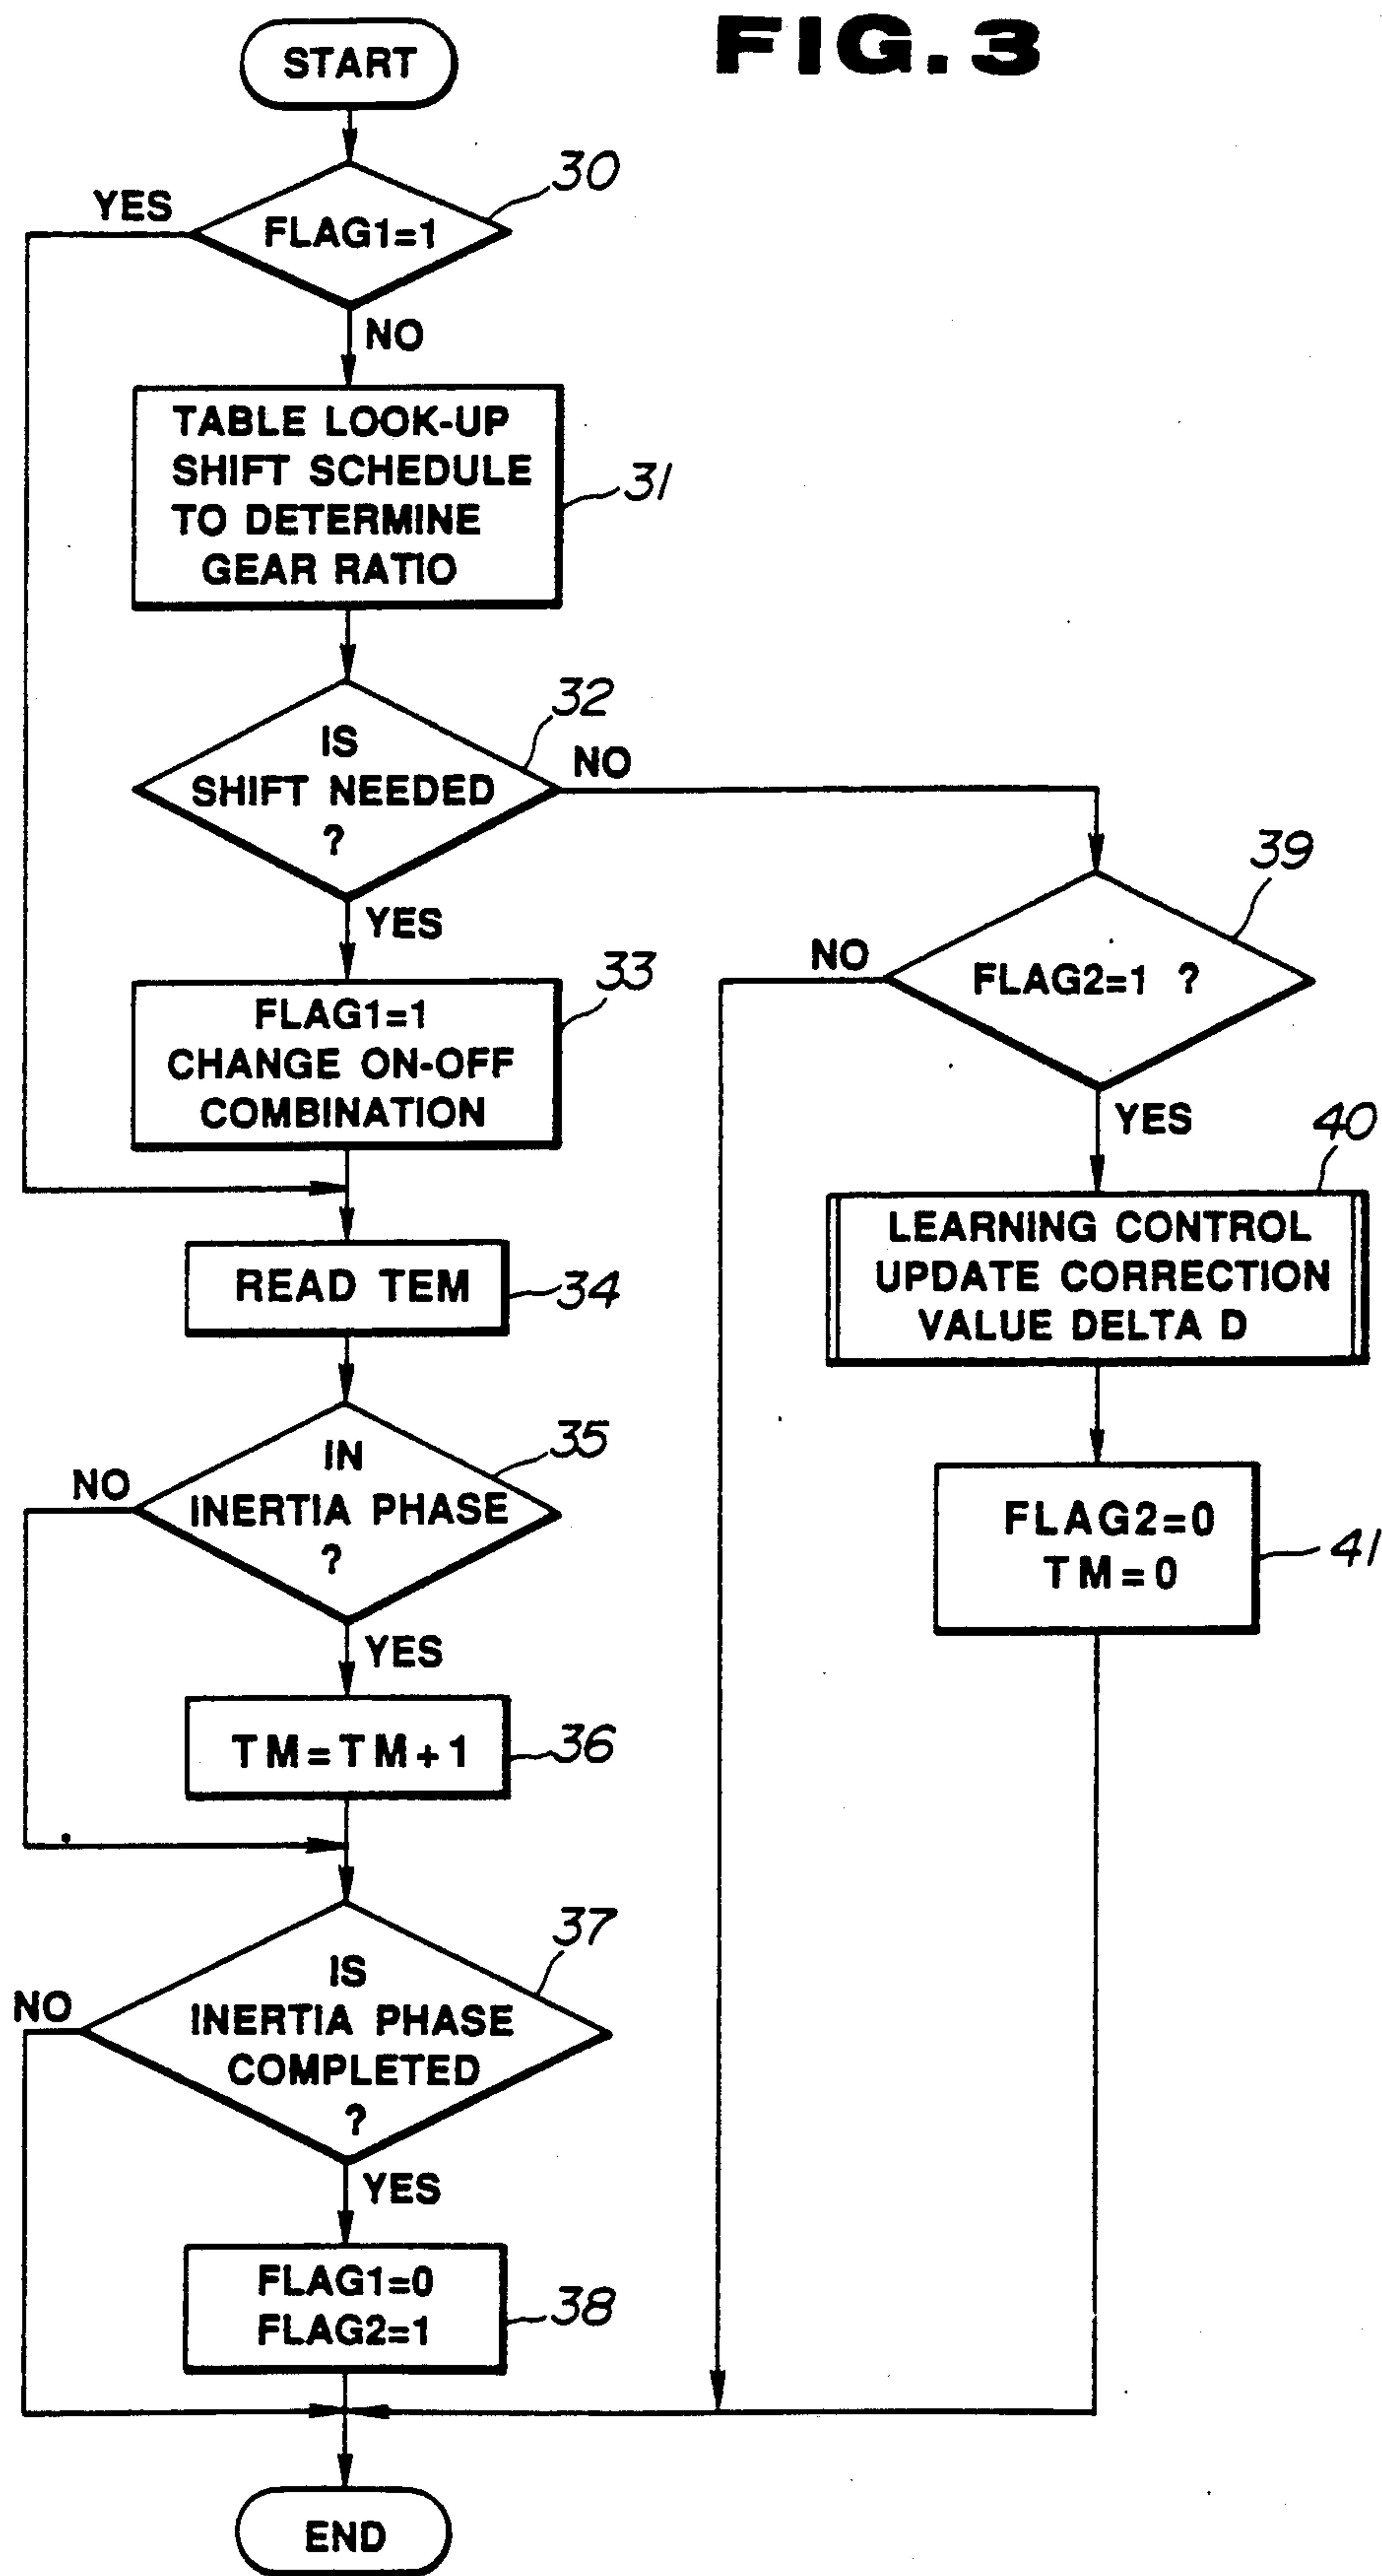 FIG. 3
START
30
YES
FLAG1=1
NO
TABLE LOOK-UP
SHIFT SCHEDULE
TO DETERMINE
GEAR RATIO
31
32
IS
SHIFT NEEDED
?
NO
YES
33
FLAG1=1
CHANGE ON-OFF
COMBINATION
READ TEM
34
35
IN
INERTIA PHASE
?
NO
YES
TM=TM+1
36
37
IS
INERTIA PHASE
COMPLETED
?
NO
YES
FLAG1=0
FLAG2=1
38
39
FLAG2=1 ?
NO
YES
40
LEARNING CONTROL
UPDATE CORRECTION
VALUE DELTA D
FLAG2=0
TM=0
41
END